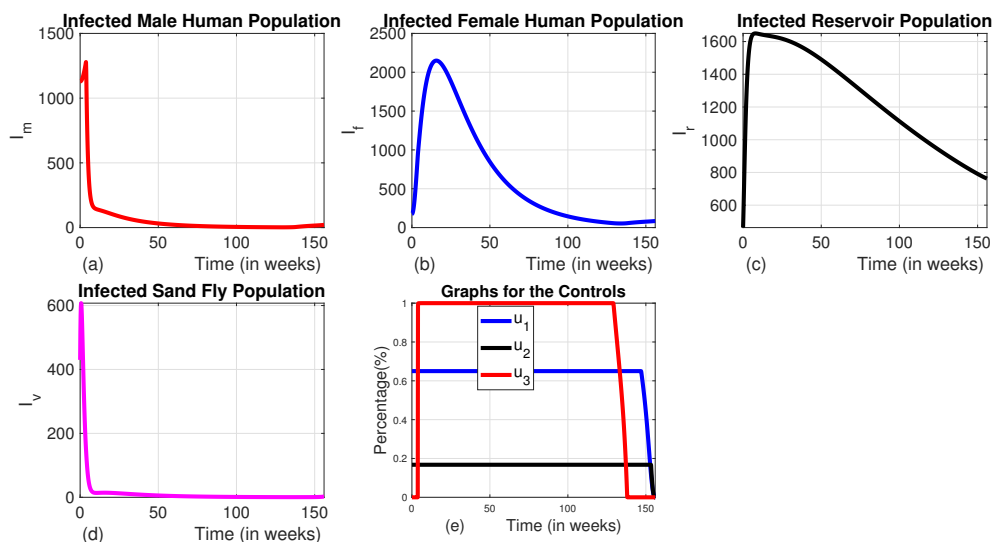 Infected Male Human Population
1500
1000
500
0
I_m
0 50 100 150
(a) Time (in weeks)
Infected Female Human Population
2500
2000
1500
1000
500
0
I_f
0 50 100 150
(b) Time (in weeks)
Infected Reservoir Population
1600
1400
1200
1000
800
600
I_r
0 50 100 150
(c) Time (in weeks)
Infected Sand Fly Population
600
400
200
0
I_v
0 50 100 150
(d) Time (in weeks)
Graphs for the Controls
1
0.8
0.6
0.4
0.2
0
Percentage(%)
u_1
u_2
u_3
0 50 100 150
(e) Time (in weeks)